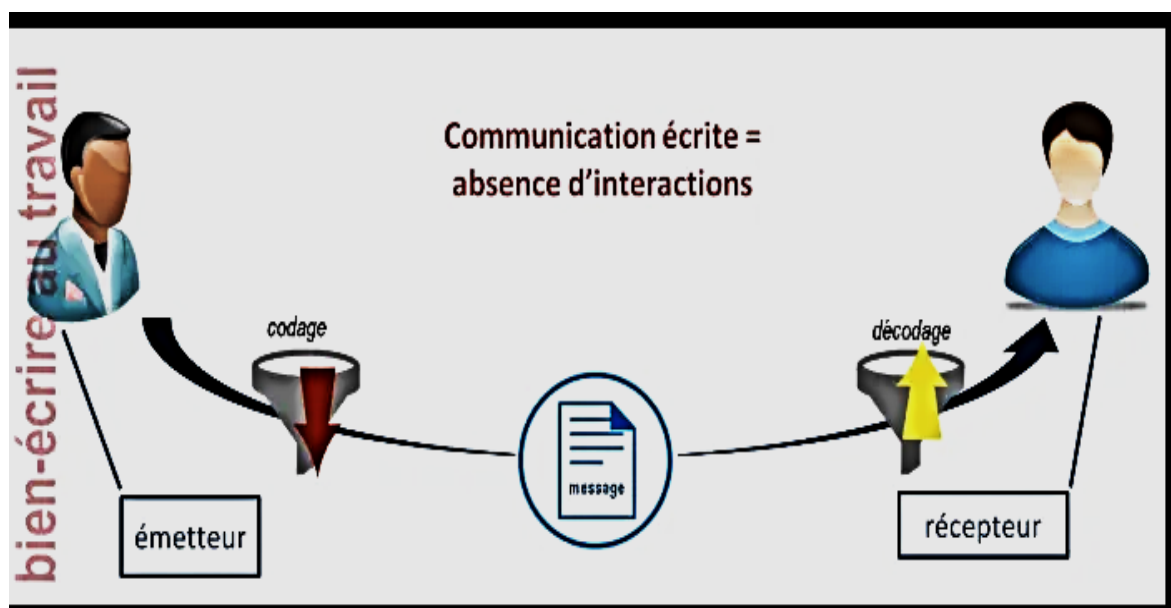 bien-écrire au travail
Communication écrite =
absence d'interactions
codage
décodage
message
émetteur
récepteur